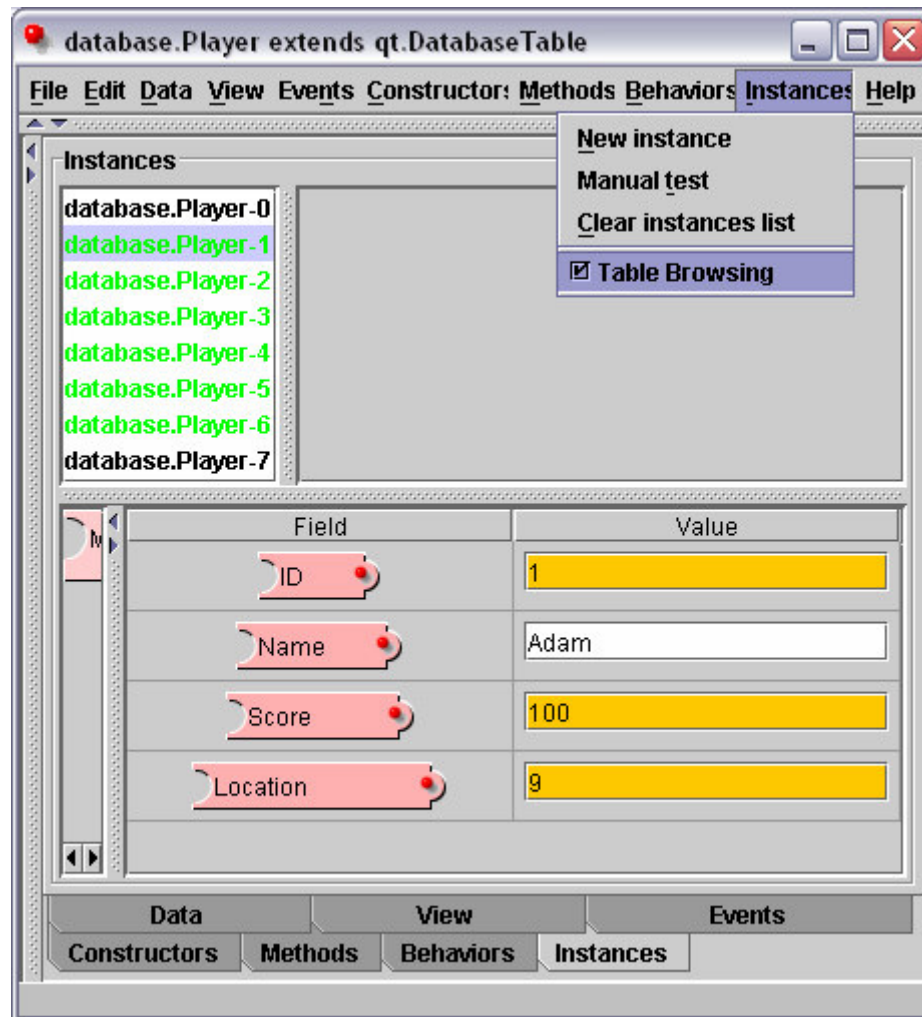 database.Player extends qt.DatabaseTable
File Edit Data View Events Constructors Methods Behaviors Instances Help
New instance
Manual test
Clear instances list
Table Browsing
Instances
database.Player-0
database.Player-1
database.Player-2
database.Player-3
database.Player-4
database.Player-5
database.Player-6
database.Player-7
Field Value
ID 1
Name Adam
Score 100
Location 9
Data View Events
Constructors Methods Behaviors Instances